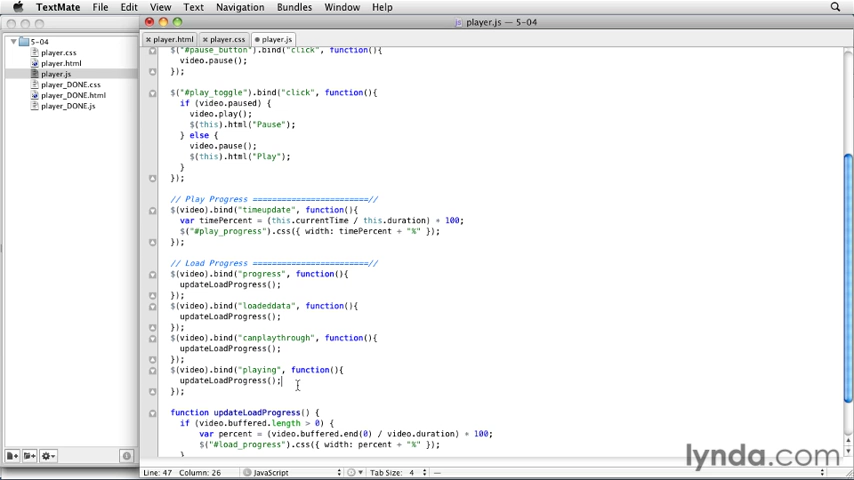 TextMate File Edit View Text Navigation Bundles Window Help
player.js — 5-04
5-04
player.css
player.html
player.js
player_DONE.css
player_DONE.html
player_DONE.js
player.html player.css player.js
$("#pause_button").bind("click", function(){
video.pause();
});
$("#play_toggle").bind("click", function(){
if (video.paused) {
video.play();
$(this).html("Pause");
} else {
video.pause();
$(this).html("Play");
}
});
// Play Progress ========================//
$(video).bind("timeupdate", function(){
var timePercent = (this.currentTime / this.duration) * 100;
$("#play_progress").css({ width: timePercent + "%" });
});
// Load Progress ========================//
$(video).bind("progress", function(){
updateLoadProgress();
});
$(video).bind("loadeddata", function(){
updateLoadProgress();
});
$(video).bind("canplaythrough", function(){
updateLoadProgress();
});
$(video).bind("playing", function(){
updateLoadProgress();
});
function updateLoadProgress() {
if (video.buffered.length > 0) {
var percent = (video.buffered.end(0) / video.duration) * 100;
$("#load_progress").css({ width: percent + "%" });
}
lynda.com
Line: 47 Column: 26 JavaScript Tab Size: 4 —